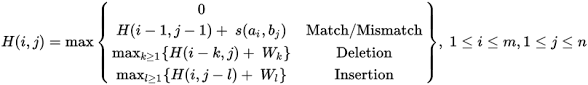 0
H(i, j) = max { H(i − 1, j − 1) + s(a_i, b_j) Match/Mismatch }, 1 ≤ i ≤ m, 1 ≤ j ≤ n
max_{k≥1}{H(i − k, j) + W_k} Deletion
max_{l≥1}{H(i, j − l) + W_l} Insertion